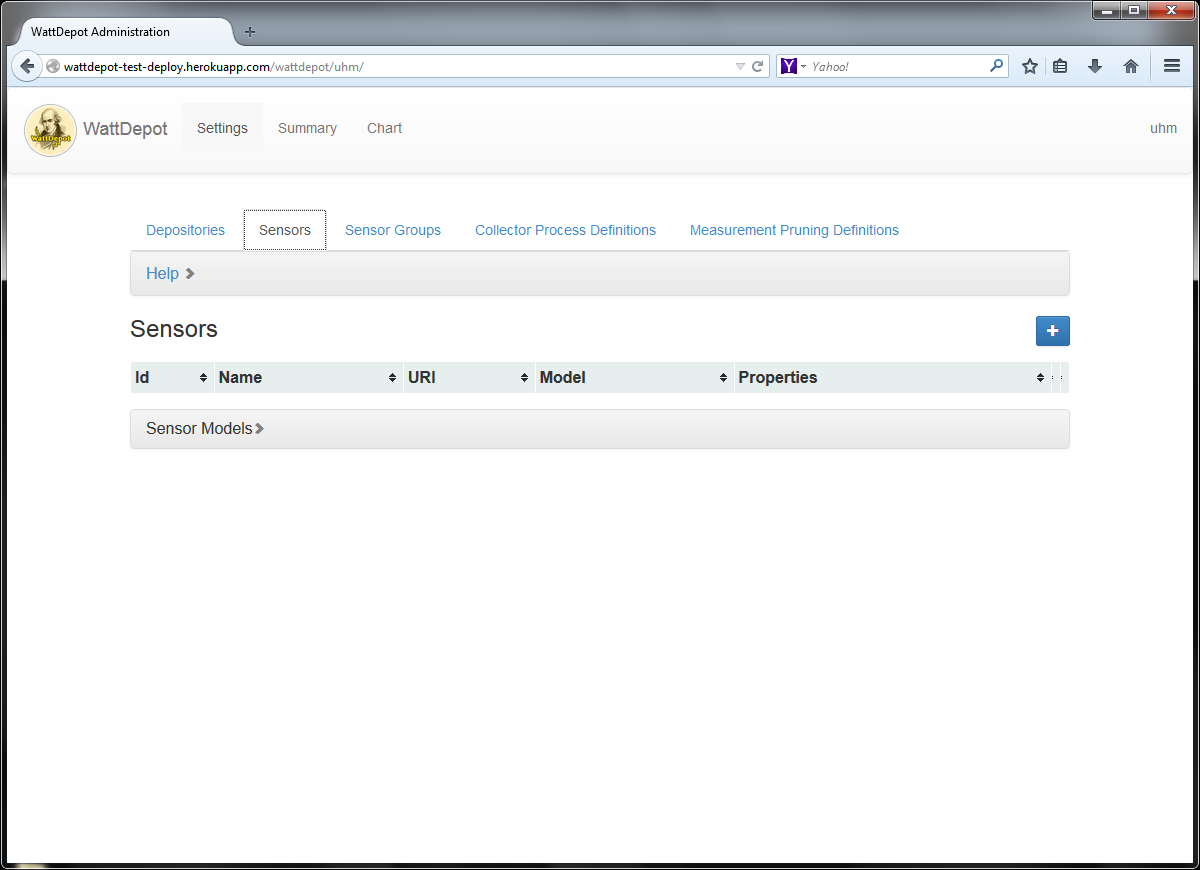 WattDepot Administration
wattdepot-test-deploy.herokuapp.com/wattdepot/uhm/
Yahoo!
WattDepot
WattDepot
Settings
Summary
Chart
uhm
Depositories
Sensors
Sensor Groups
Collector Process Definitions
Measurement Pruning Definitions
Help
Sensors
Id
Name
URI
Model
Properties
Sensor Models